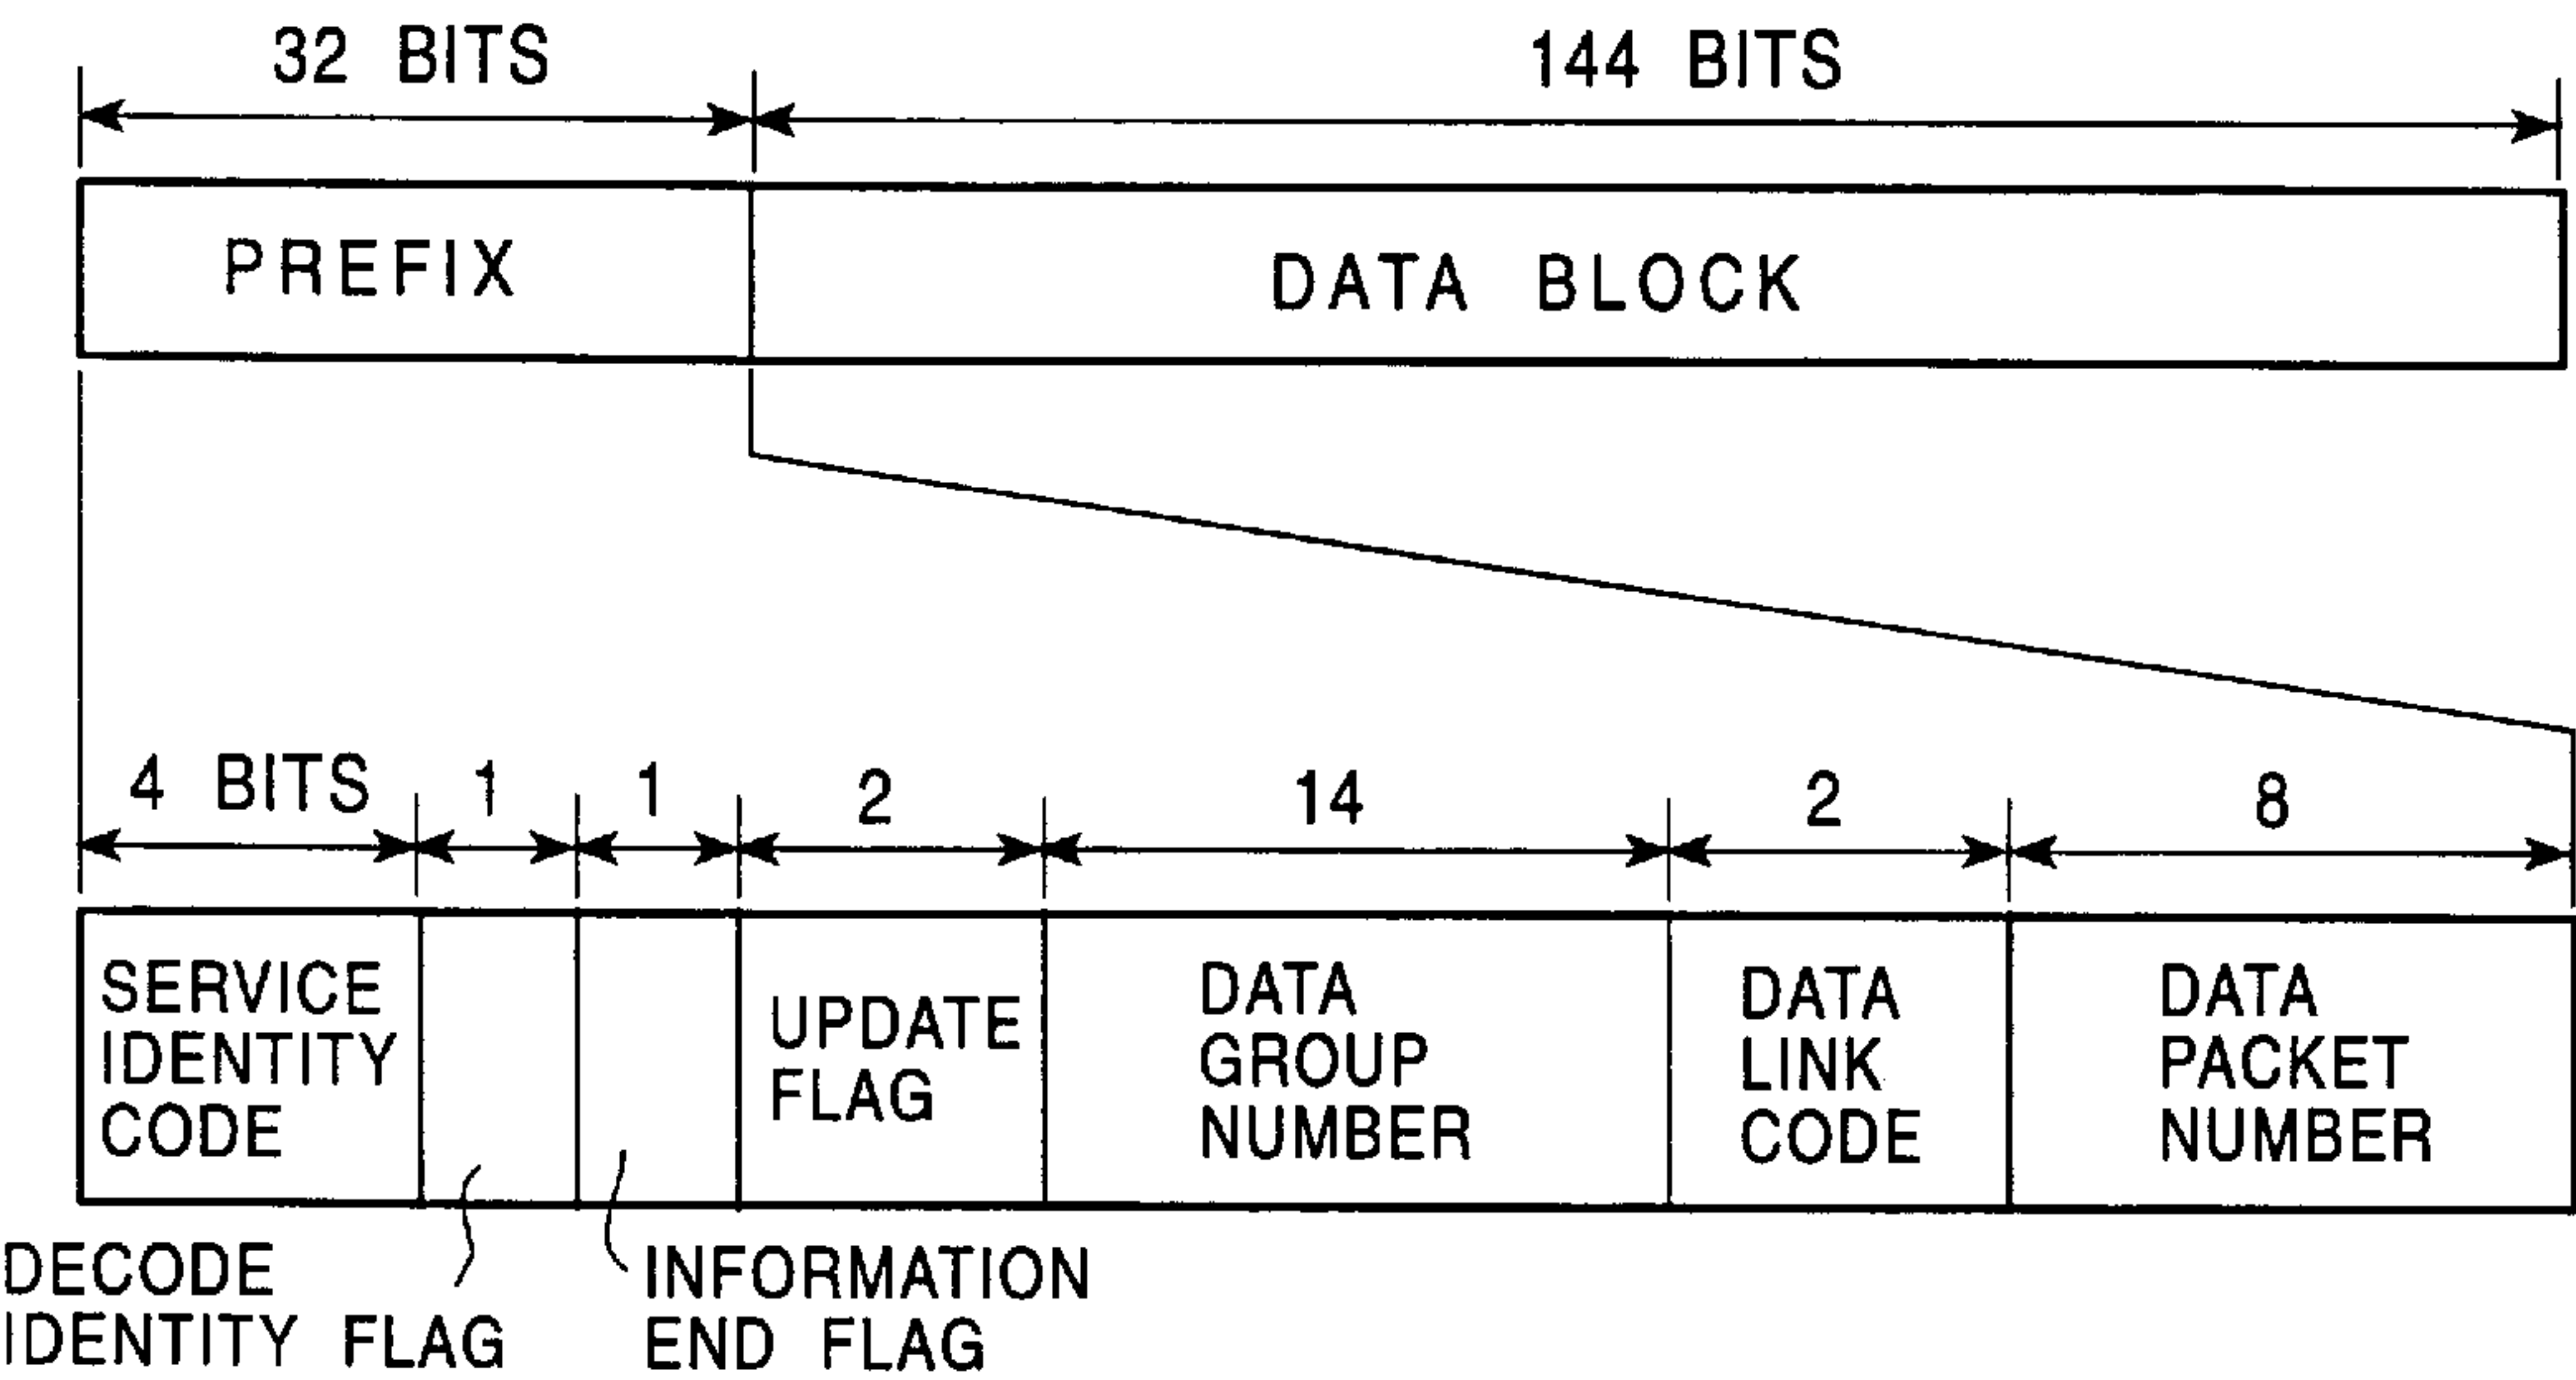 32 BITS
144 BITS
PREFIX
DATA BLOCK
4 BITS
1
1
2
14
2
8
SERVICE
IDENTITY
CODE
UPDATE
FLAG
DATA
GROUP
NUMBER
DATA
LINK
CODE
DATA
PACKET
NUMBER
DECODE
IDENTITY FLAG
INFORMATION
END FLAG